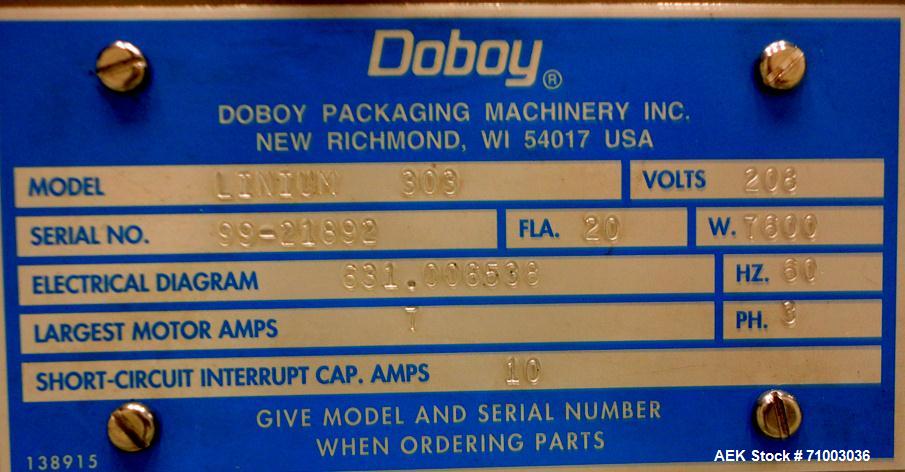 Doboy®
DOBOY PACKAGING MACHINERY INC.
NEW RICHMOND, WI 54017 USA
MODEL LINIUM 303 VOLTS 208
SERIAL NO. 99-21892 FLA. 20 W. 7600
ELECTRICAL DIAGRAM 631.008538 HZ. 60
LARGEST MOTOR AMPS 7 PH. 3
SHORT-CIRCUIT INTERRUPT CAP. AMPS 10
GIVE MODEL AND SERIAL NUMBER
WHEN ORDERING PARTS
138915
AEK Stock # 71003036